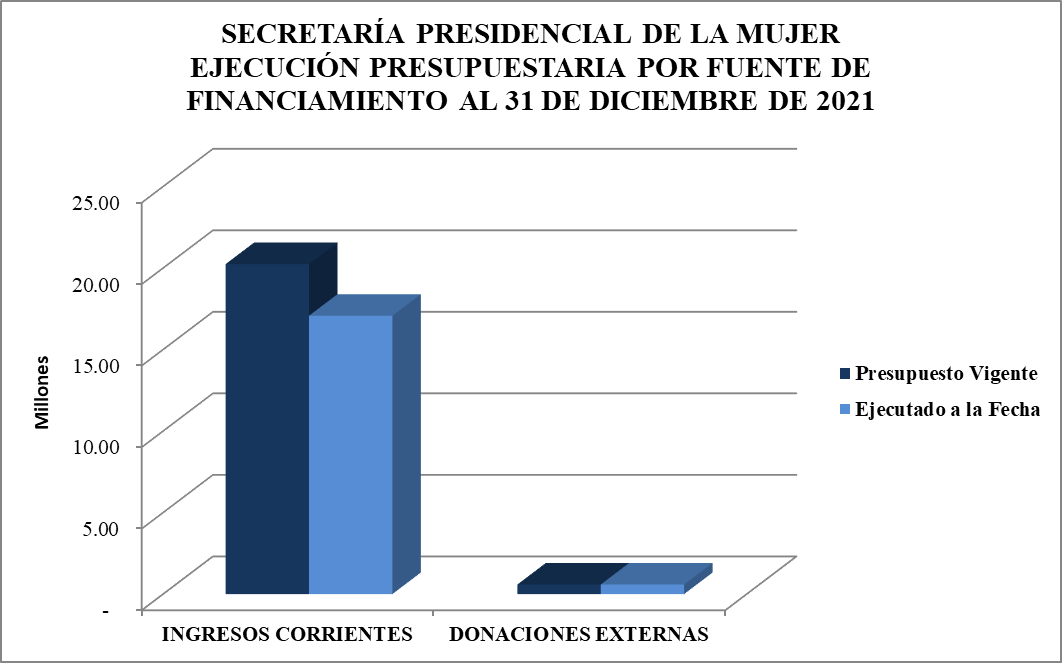 SECRETARÍA PRESIDENCIAL DE LA MUJER
EJECUCIÓN PRESUPUESTARIA POR FUENTE DE
FINANCIAMIENTO AL 31 DE DICIEMBRE DE 2021
25.00
20.00
15.00
10.00
5.00
-
Millones
INGRESOS CORRIENTES
DONACIONES EXTERNAS
Presupuesto Vigente
Ejecutado a la Fecha